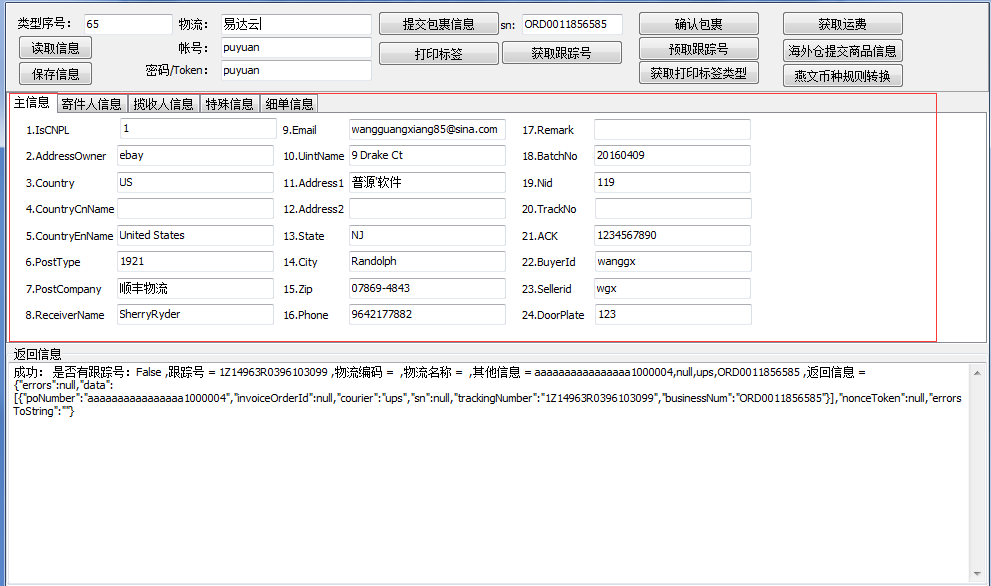 类型序号: 65 物流: 易达云 提交包裹信息 sn: ORD0011856585 确认包裹 获取运费
读取信息 帐号: puyuan 打印标签 获取跟踪号 预取跟踪号 海外仓提交商品信息
保存信息 密码/Token: puyuan 获取打印标签类型 燕文币种规则转换
主信息 寄件人信息 揽收人信息 特殊信息 细单信息
1.IsCNPL 1 9.Email wangguangxiang85@sina.com 17.Remark
2.AddressOwner ebay 10.UintName 9 Drake Ct 18.BatchNo 20160409
3.Country US 11.Address1 普源'软件 19.Nid 119
4.CountryCnName 12.Address2 20.TrackNo
5.CountryEnName United States 13.State NJ 21.ACK 1234567890
6.PostType 1921 14.City Randolph 22.BuyerId wanggx
7.PostCompany 顺丰物流 15.Zip 07869-4843 23.Sellerid wgx
8.ReceiverName SherryRyder 16.Phone 9642177882 24.DoorPlate 123
返回信息
成功: 是否有跟踪号: False ,跟踪号 = 1Z14963R0396103099 ,物流编码 = ,物流名称 = ,其他信息 = aaaaaaaaaaaaaaaa1000004,null,ups,ORD0011856585 ,返回信息 =
{"errors":null,"data":
[{"poNumber":"aaaaaaaaaaaaaaaa1000004","invoiceOrderId":null,"courier":"ups","sn":null,"trackingNumber":"1Z14963R0396103099","businessNum":"ORD0011856585"}],"nonceToken":null,"errors
ToString":""}